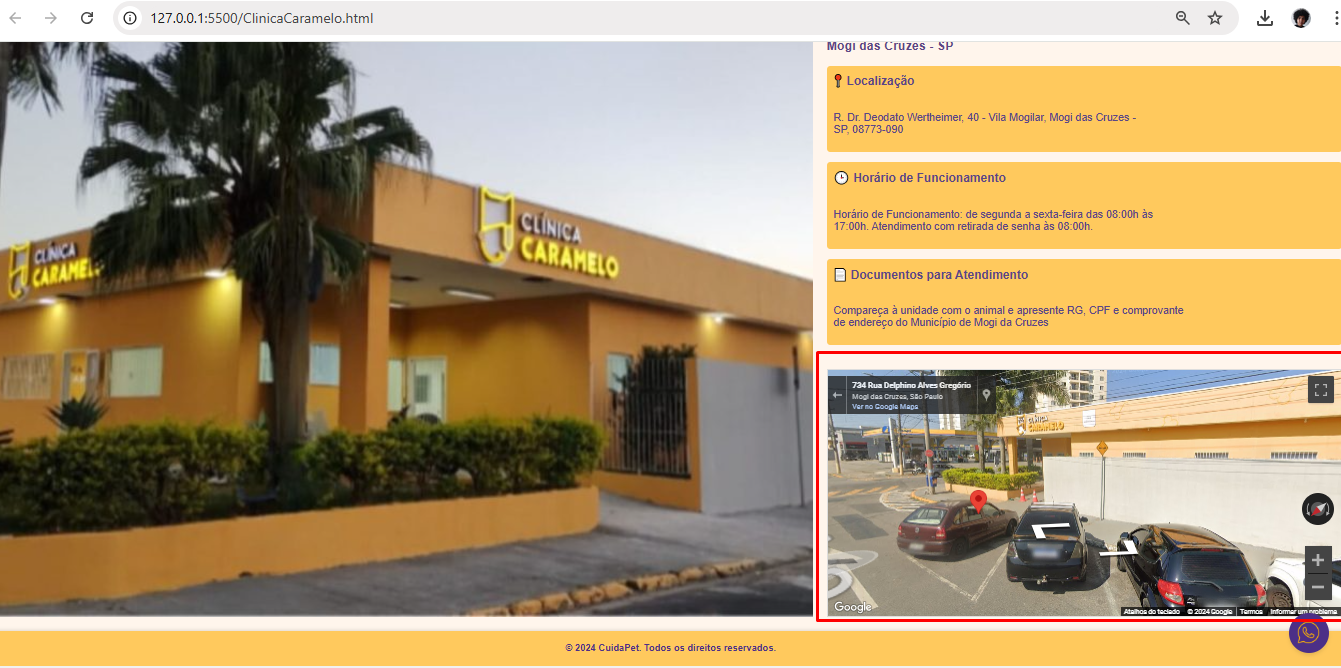 127.0.0.1:5500/ClinicaCaramelo.html
CLÍNICA
CARAMELO
CLÍNICA
CARAMELO
Mogi das Cruzes - SP
Localização
R. Dr. Deodato Wertheimer, 40 - Vila Mogilar, Mogi das Cruzes -
SP, 08773-090
Horário de Funcionamento
Horário de Funcionamento: de segunda a sexta-feira das 08:00h às
17:00h. Atendimento com retirada de senha às 08:00h.
Documentos para Atendimento
Compareça à unidade com o animal e apresente RG, CPF e comprovante
de endereço do Município de Mogi da Cruzes
734 Rua Delphino Alves Gregório
Mogi das Cruzes, São Paulo
Ver no Google Maps
CARAMELO
Google
Atalhos do teclado © 2024 Google Termos Informar um problema
© 2024 CuidaPet. Todos os direitos reservados.